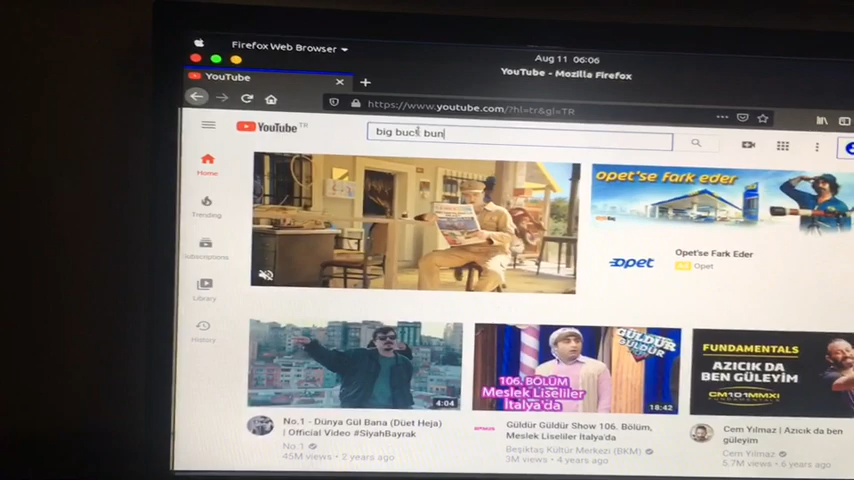 Firefox Web Browser
Aug 11 06:06
YouTube - Mozilla Firefox
YouTube
https://www.youtube.com/?hl=tr&gl=TR
YouTube TR
big buck bun
Home
Trending
Subscriptions
Library
History
OPET'SE FARK EDER
OPET
Opet'se Fark Eder
Ad Opet
4:04
No.1 - Dünya Gül Bana (Düet Heja)
| Official Video #SiyahBayrak
No.1
45M views • 2 years ago
GÜLDÜR GÜLDÜR
106. BÖLÜM
Meslek Liseliler
İtalya'da
18:42
Güldür Güldür Show 106. Bölüm,
Meslek Liseliler İtalya'da
Beşiktaş Kültür Merkezi (BKM)
3M views • 4 years ago
FUNDAMENTALS
AZICIK DA
BEN GÜLEYİM
CM101MMXI
FUNDAMENTALS
Cem Yılmaz | Azıcık da ben
güleyim
Cem Yılmaz
5.7M views • 6 years ago